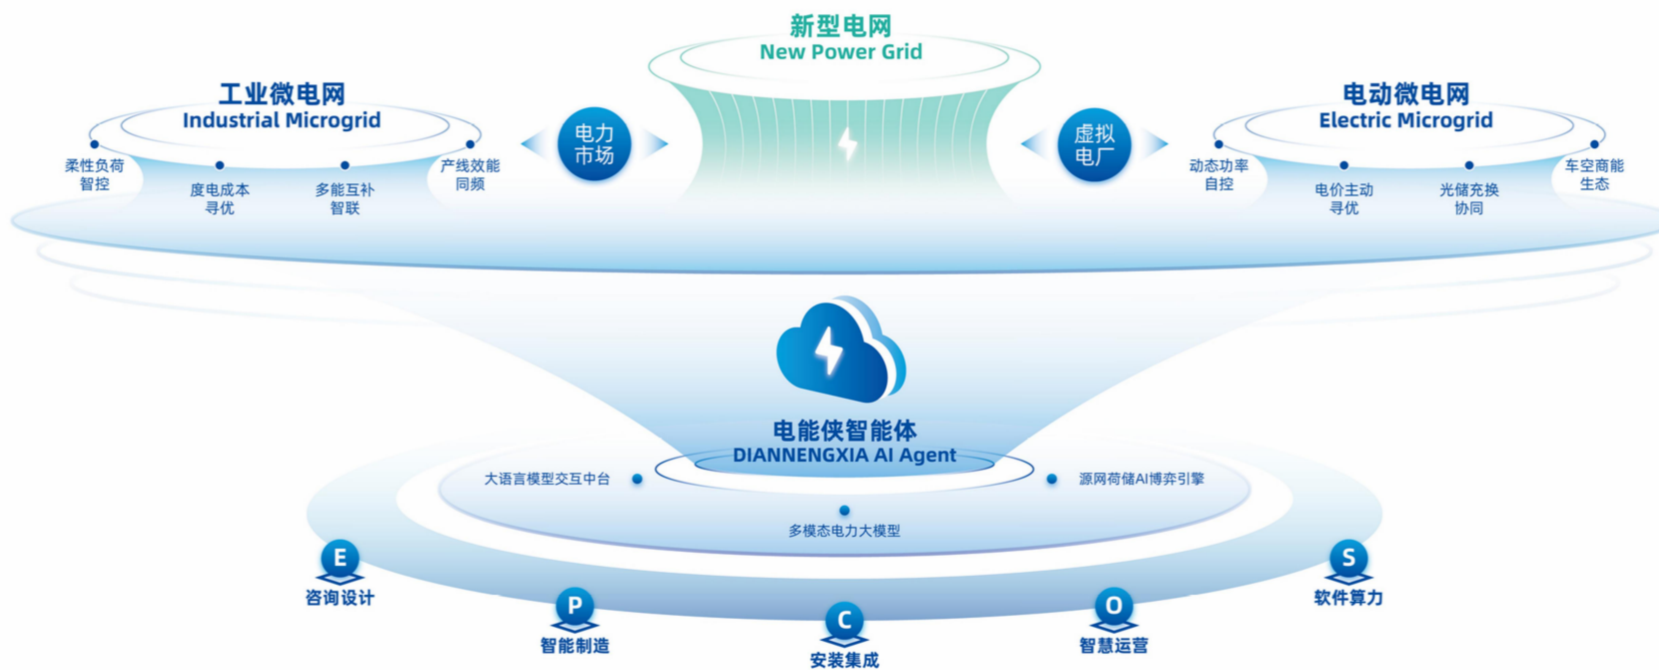 新型电网
New Power Grid
工业微电网
Industrial Microgrid
柔性负荷
智控
度电成本
寻优
多能互补
智联
产线效能
同频
电力
市场
虚拟
电厂
电动微电网
Electric Microgrid
动态功率
自控
电价主动
寻优
光储充换
协同
车空商能
生态
电能侠智能体
DIANNENGXIA AI Agent
大语言模型交互中台
多模态电力大模型
源网荷储AI博弈引擎
E
咨询设计
P
智能制造
C
安装集成
O
智慧运营
S
软件算力